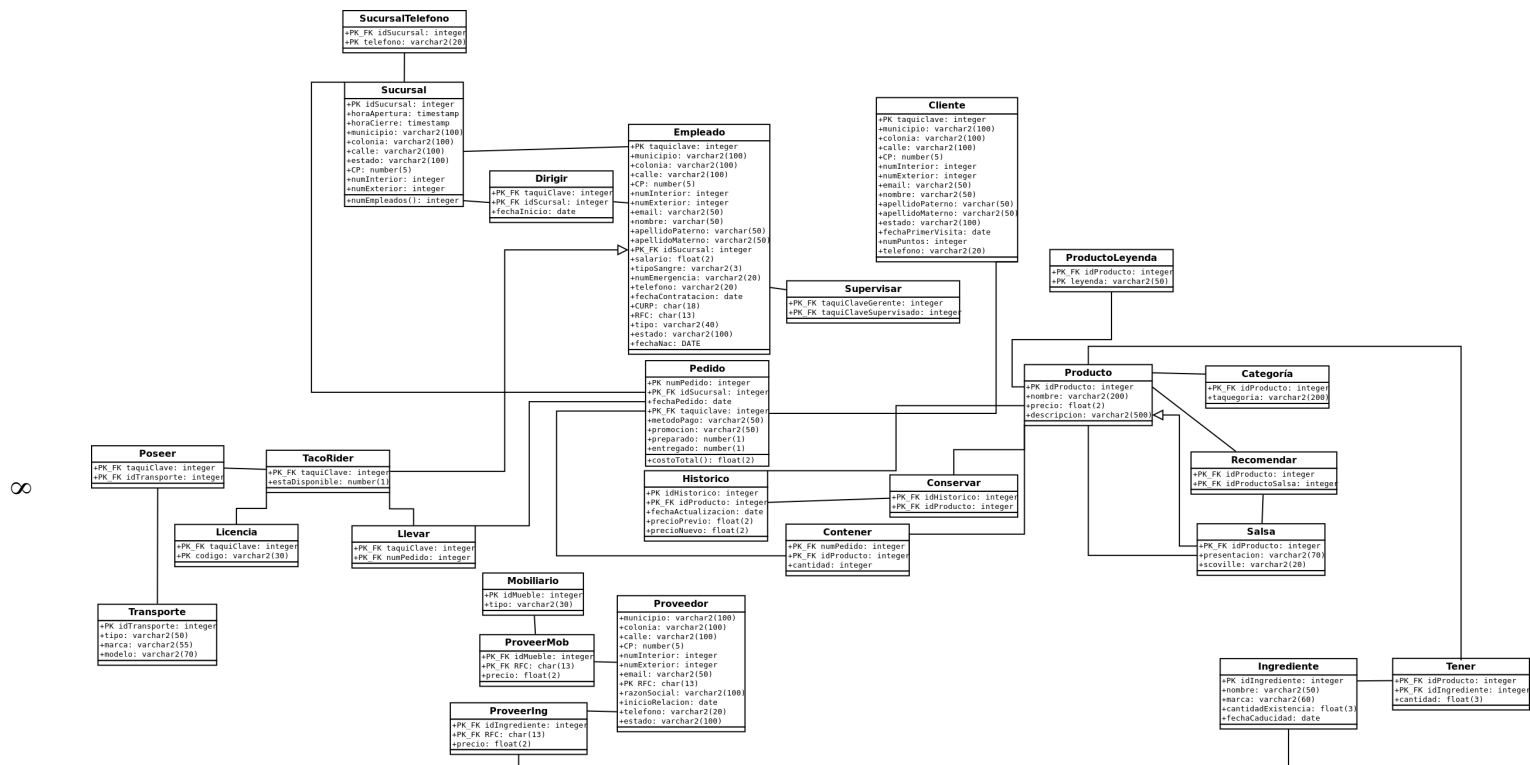 SucursalTelefono
+PK_FK idSucursal: integer
+PK telefono: varchar2(20)
Sucursal
+PK idSucursal: integer
+horaApertura: timestamp
+horaCierre: timestamp
+municipio: varchar2(100)
+colonia: varchar2(100)
+calle: varchar2(100)
+estado: varchar2(100)
+CP: number(5)
+numInterior: integer
+numExterior: integer
+numEmpleados(): integer
Dirigir
+PK_FK taquiClave: integer
+PK_FK idScursal: integer
+fechaInicio: date
Empleado
+PK taquiclave: integer
+municipio: varchar2(100)
+colonia: varchar2(100)
+calle: varchar2(100)
+CP: number(5)
+numInterior: integer
+numExterior: integer
+email: varchar2(50)
+nombre: varchar(50)
+apellidoPaterno: varchar(50)
+apellidoMaterno: varchar2(50)
+PK_FK idSucursal: integer
+salario: float(2)
+tipoSangre: varchar2(3)
+numEmergencia: varchar2(20)
+telefono: varchar2(20)
+fechaContratacion: date
+CURP: char(18)
+RFC: char(13)
+tipo: varchar2(40)
+estado: varchar2(100)
+fechaNac: DATE
Cliente
+PK taquiclave: integer
+municipio: varchar2(100)
+colonia: varchar2(100)
+calle: varchar2(100)
+CP: number(5)
+numInterior: integer
+numExterior: integer
+email: varchar2(50)
+nombre: varchar2(50)
+apellidoPaterno: varchar(50)
+apellidoMaterno: varchar2(50)
+estado: varchar2(100)
+fechaPrimerVisita: date
+numPuntos: integer
+telefono: varchar2(20)
Supervisar
+PK_FK taquiClaveGerente: integer
+PK_FK taquiClaveSupervisado: integer
ProductoLeyenda
+PK_FK idProducto: integer
+PK leyenda: varchar2(50)
Pedido
+PK numPedido: integer
+PK_FK idSucursal: integer
+fechaPedido: date
+PK_FK taquiclave: integer
+metodoPago: varchar2(50)
+promocion: varchar2(50)
+preparado: number(1)
+entregado: number(1)
+costoTotal(): float(2)
Producto
+PK idProducto: integer
+nombre: varchar2(200)
+precio: float(2)
+descripcion: varchar2(500)
Categoría
+PK_FK idProducto: integer
+taquegoria: varchar2(200)
Poseer
+PK_FK taquiClave: integer
+PK_FK idTransporte: integer
TacoRider
+PK_FK taquiClave: integer
+estaDisponible: number(1)
Recomendar
+PK_FK idProducto: integer
+PK_FK idProductoSalsa: integer
Historico
+PK idHistorico: integer
+PK_FK idProducto: integer
+fechaActualizacion: date
+precioPrevio: float(2)
+precioNuevo: float(2)
Conservar
+PK_FK idHistorico: integer
+PK_FK idProducto: integer
∞
Licencia
+PK_FK taquiClave: integer
+PK codigo: varchar2(30)
Llevar
+PK_FK taquiClave: integer
+PK_FK numPedido: integer
Contener
+PK_FK numPedido: integer
+PK_FK idProducto: integer
+cantidad: integer
Salsa
+PK_FK idProducto: integer
+presentacion: varchar2(70)
+scoville: varchar2(20)
Mobiliario
+PK idMueble: integer
+tipo: varchar2(30)
Transporte
+PK idTransporte: integer
+tipo: varchar2(50)
+marca: varchar2(55)
+modelo: varchar2(70)
ProveerMob
+PK_FK idMueble: integer
+PK_FK RFC: char(13)
+precio: float(2)
Proveedor
+municipio: varchar2(100)
+colonia: varchar2(100)
+calle: varchar2(100)
+CP: number(5)
+numInterior: integer
+numExterior: integer
+email: varchar2(50)
+PK RFC: char(13)
+razonSocial: varchar2(100)
+inicioRelacion: date
+telefono: varchar2(20)
+estado: varchar2(100)
ProveerIng
+PK_FK idIngrediente: integer
+PK_FK RFC: char(13)
+precio: float(2)
Ingrediente
+PK idIngrediente: integer
+nombre: varchar2(50)
+marca: varchar2(60)
+cantidadExistencia: float(3)
+fechaCaducidad: date
Tener
+PK_FK idProducto: integer
+PK_FK idIngrediente: integer
+cantidad: float(3)